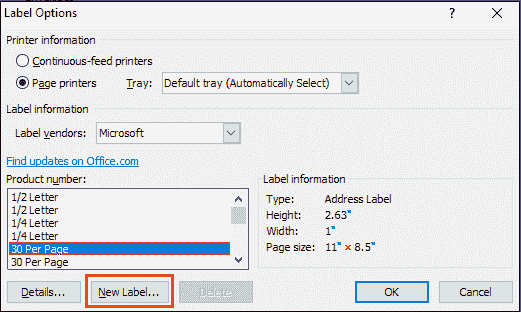 Label Options
?
Printer information
Continuous-feed printers
Page printers Tray: Default tray (Automatically Select)
Label information
Label vendors: Microsoft
Find updates on Office.com
Product number:
1/2 Letter
1/2 Letter
1/4 Letter
1/4 Letter
30 Per Page
30 Per Page
Label information
Type: Address Label
Height: 2.63"
Width: 1"
Page size: 11" × 8.5"
Details... New Label... Delete OK Cancel